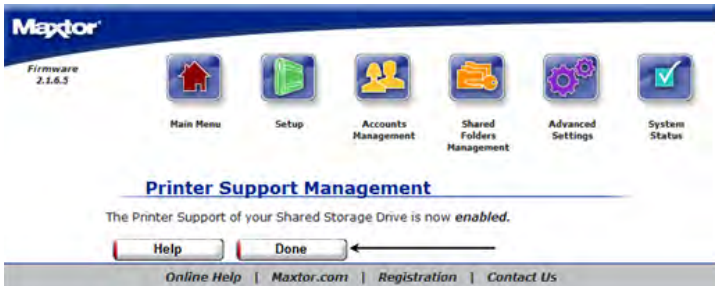 Maxtor
Firmware
2.1.6.5
Main Menu
Setup
Accounts
Management
Shared
Folders
Management
Advanced
Settings
System
Status
Printer Support Management
The Printer Support of your Shared Storage Drive is now enabled.
Help
Done
Online Help | Maxtor.com | Registration | Contact Us